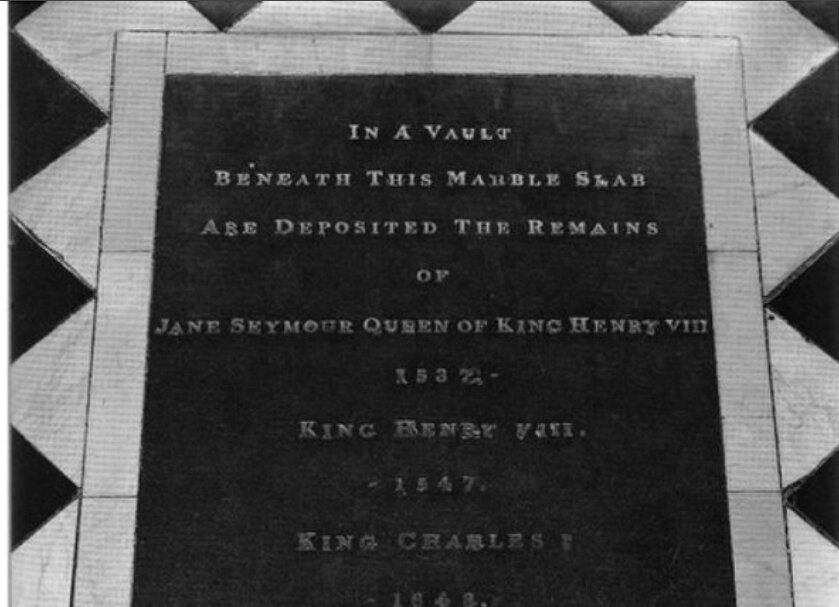 IN A VAULT
BENEATH THIS MARBLE SLAB
ARE DEPOSITED THE REMAINS
OF
JANE SEYMOUR QUEEN OF KING HENRY VIII
1537 -
KING HENRY VIII.
- 1547.
KING CHARLES I
- 1648. -